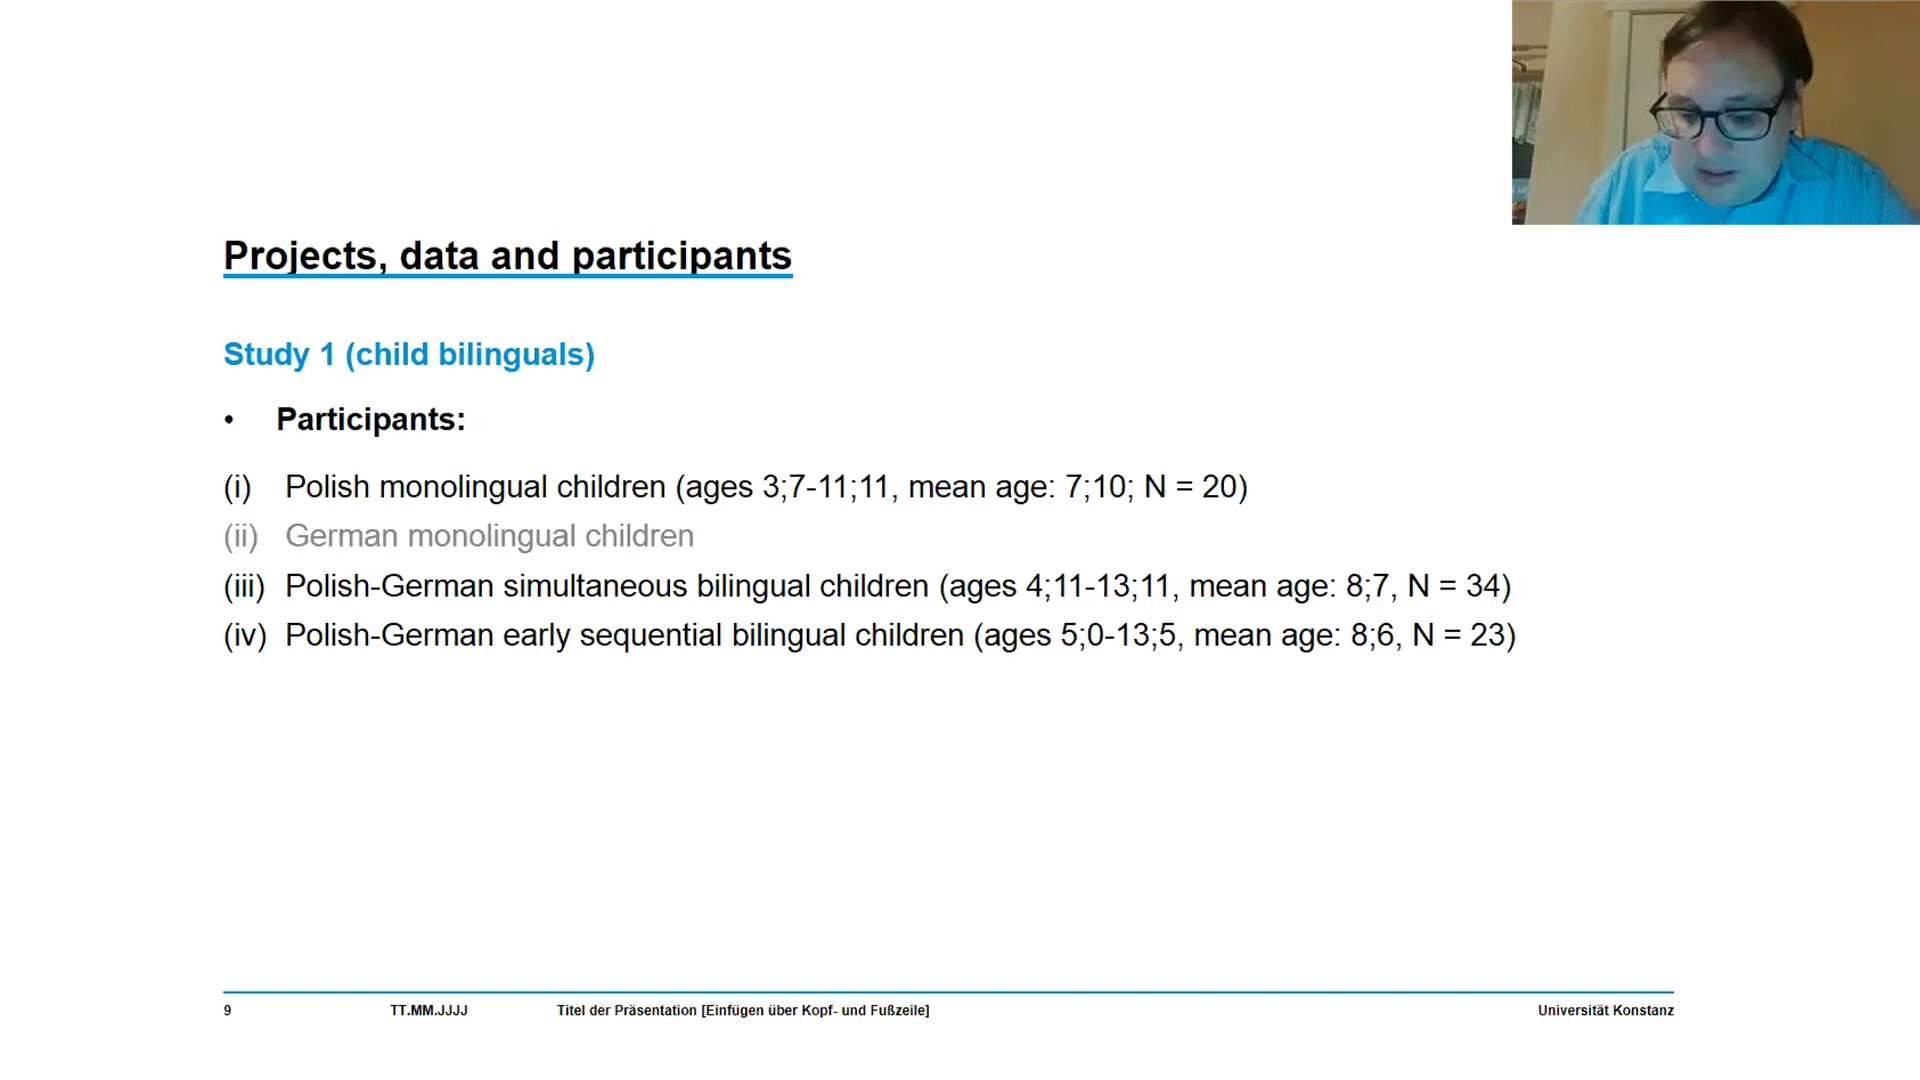 Projects, data and participants
Study 1 (child bilinguals)
• Participants:
(i) Polish monolingual children (ages 3;7-11;11, mean age: 7;10; N = 20)
(ii) German monolingual children
(iii) Polish-German simultaneous bilingual children (ages 4;11-13;11, mean age: 8;7, N = 34)
(iv) Polish-German early sequential bilingual children (ages 5;0-13;5, mean age: 8;6, N = 23)
9 TT.MM.JJJJ Titel der Präsentation [Einfügen über Kopf- und Fußzeile] Universität Konstanz